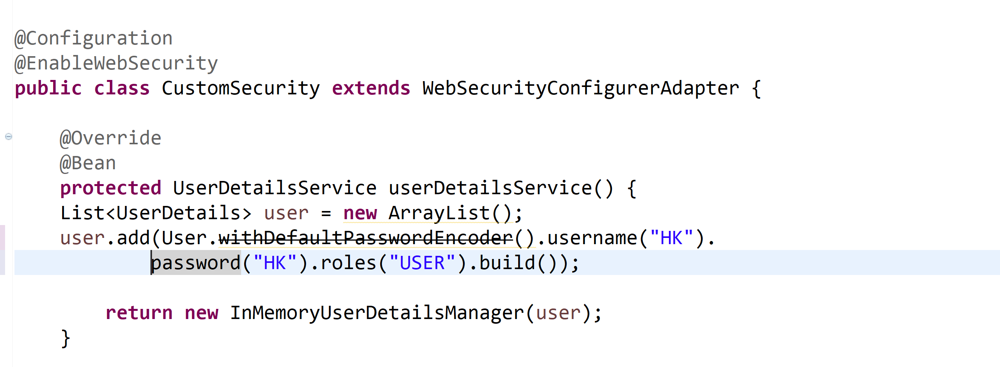 @Configuration
@EnableWebSecurity
public class CustomSecurity extends WebSecurityConfigurerAdapter {
@Override
@Bean
protected UserDetailsService userDetailsService() {
List<UserDetails> user = new ArrayList();
user.add(User.withDefaultPasswordEncoder().username("HK").
password("HK").roles("USER").build());
return new InMemoryUserDetailsManager(user);
}